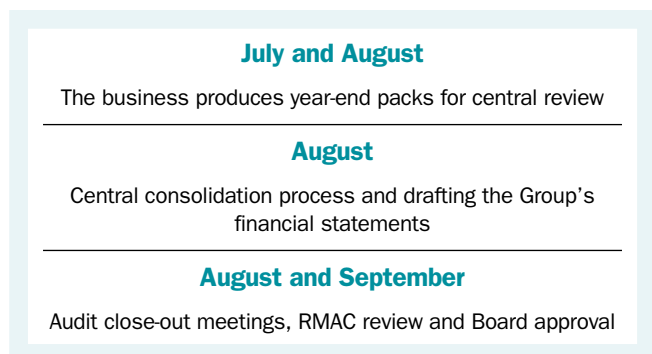 July and August
The business produces year-end packs for central review
August
Central consolidation process and drafting the Group’s
financial statements
August and September
Audit close-out meetings, RMAC review and Board approval